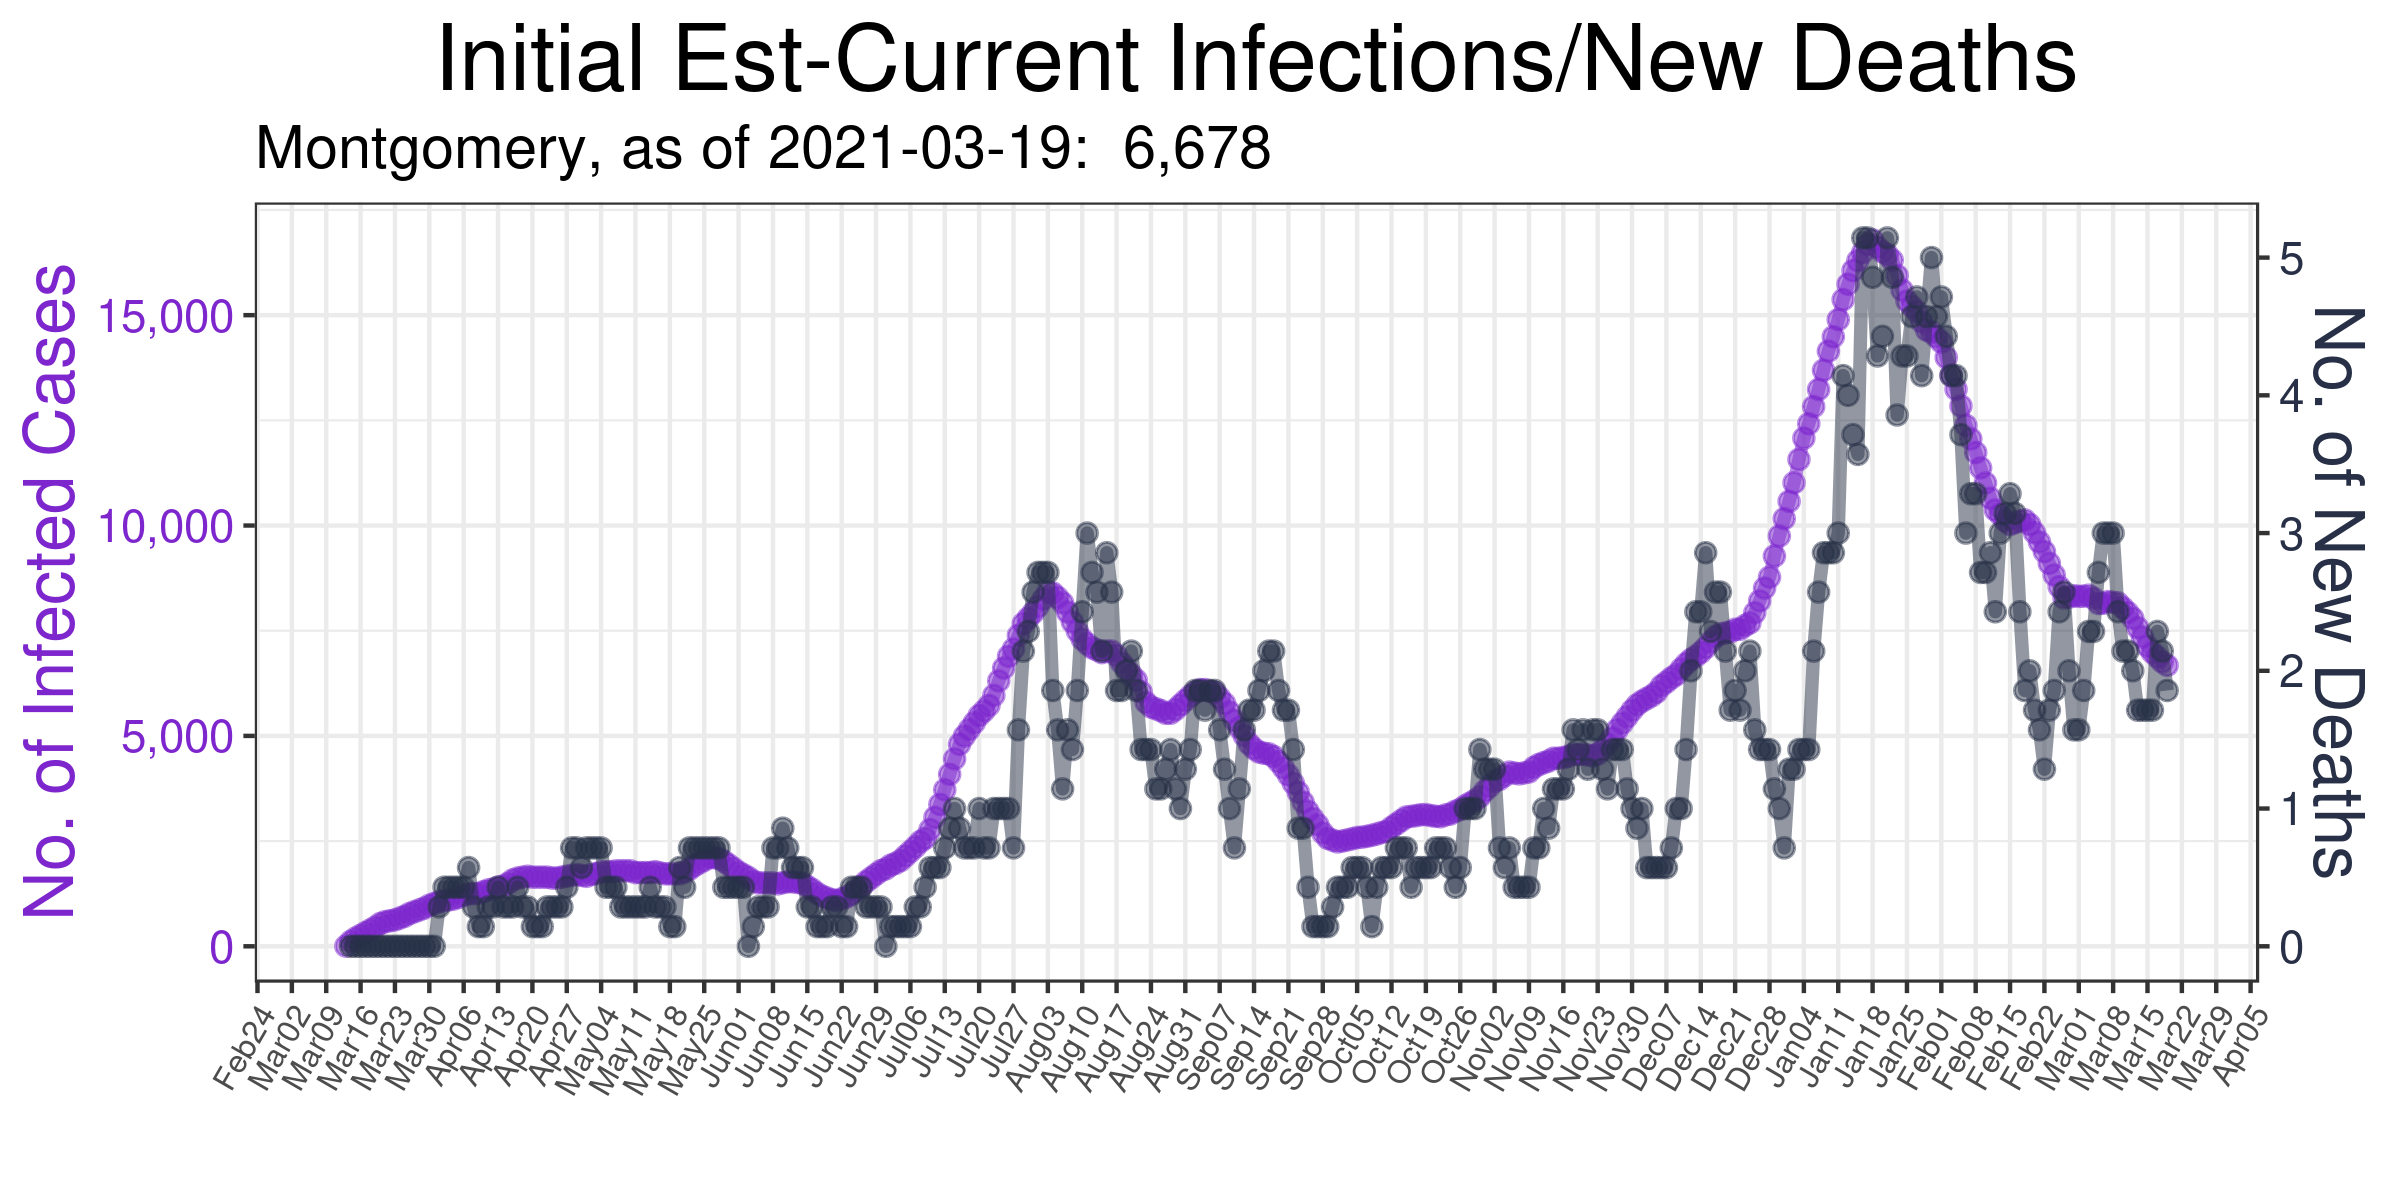 Initial Est-Current Infections/New Deaths
Montgomery, as of 2021-03-19: 6,678
No. of Infected Cases
15,000
10,000
5,000
0
5
4
3
2
1
0
No. of New Deaths
Feb24
Mar02
Mar09
Mar16
Mar23
Mar30
Apr06
Apr13
Apr20
Apr27
May04
May11
May18
May25
Jun01
Jun08
Jun15
Jun22
Jun29
Jul06
Jul13
Jul20
Jul27
Aug03
Aug10
Aug17
Aug24
Aug31
Sep07
Sep14
Sep21
Sep28
Oct05
Oct12
Oct19
Oct26
Nov02
Nov09
Nov16
Nov23
Nov30
Dec07
Dec14
Dec21
Dec28
Jan04
Jan11
Jan18
Jan25
Feb01
Feb08
Feb15
Feb22
Mar01
Mar08
Mar15
Mar22
Mar29
Apr05